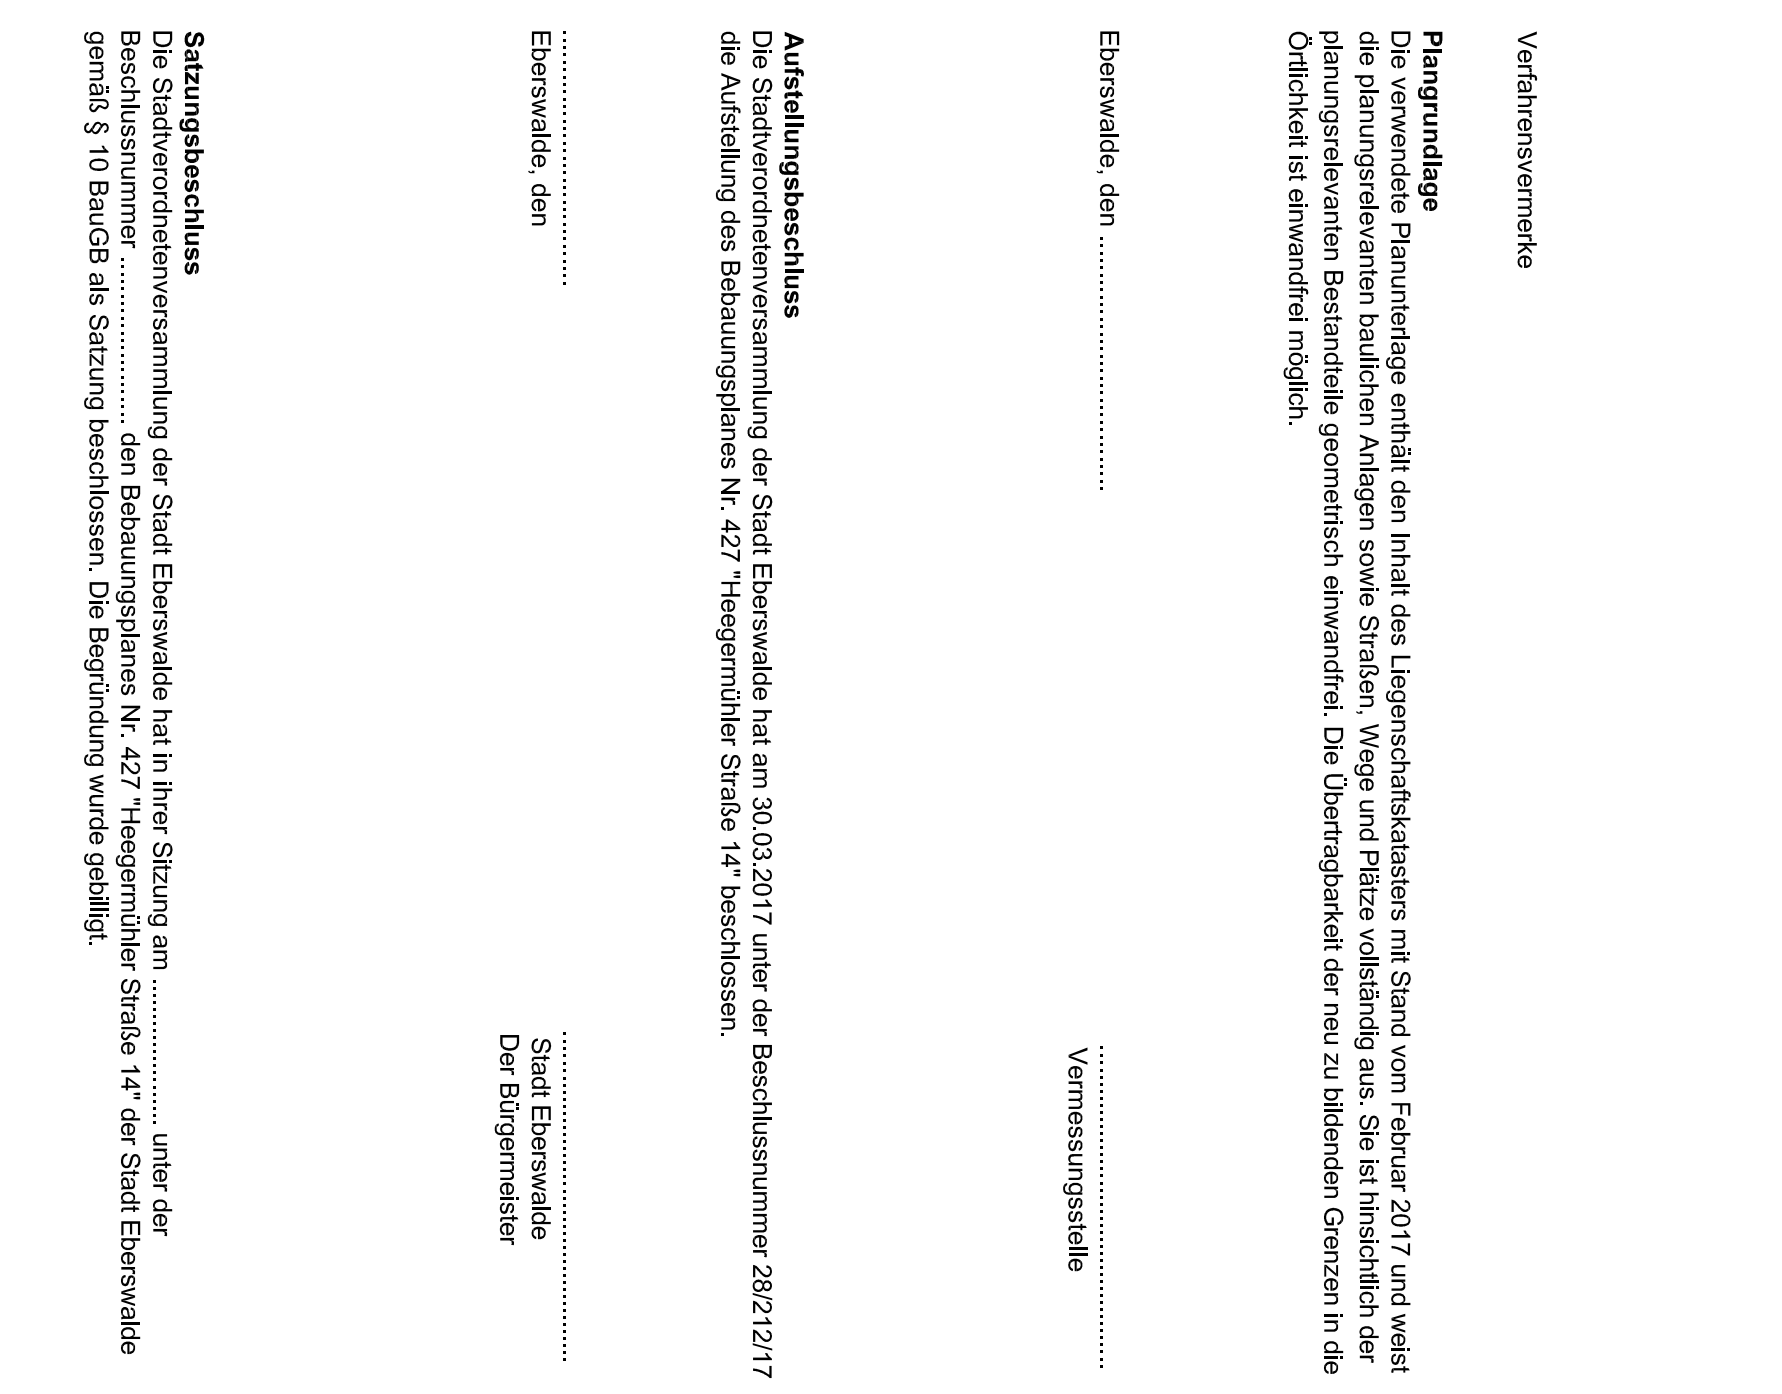 Verfahrensvermerke
Plangrundlage
Die verwendete Planunterlage enthält den Inhalt des Liegenschaftskatasters mit Stand vom Februar 2017 und weist
die planungsrelevanten baulichen Anlagen sowie Straßen, Wege und Plätze vollständig aus. Sie ist hinsichtlich der
planungsrelevanten Bestandteile geometrisch einwandfrei. Die Übertragbarkeit der neu zu bildenden Grenzen in die
Örtlichkeit ist einwandfrei möglich.
Eberswalde, den ............................. .....................................
Vermessungsstelle
Aufstellungsbeschluss
Die Stadtverordnetenversammlung der Stadt Eberswalde hat am 30.03.2017 unter der Beschlussnummer 28/212/17
die Aufstellung des Bebauungsplanes Nr. 427 "Heegermühler Straße 14" beschlossen.
............................. .....................................
Eberswalde, den Stadt Eberswalde
Der Bürgermeister
Satzungsbeschluss
Die Stadtverordnetenversammlung der Stadt Eberswalde hat in ihrer Sitzung am ................... unter der
Beschlussnummer ..................... den Bebauungsplanes Nr. 427 "Heegermühler Straße 14" der Stadt Eberswalde
gemäß § 10 BauGB als Satzung beschlossen. Die Begründung wurde gebilligt.